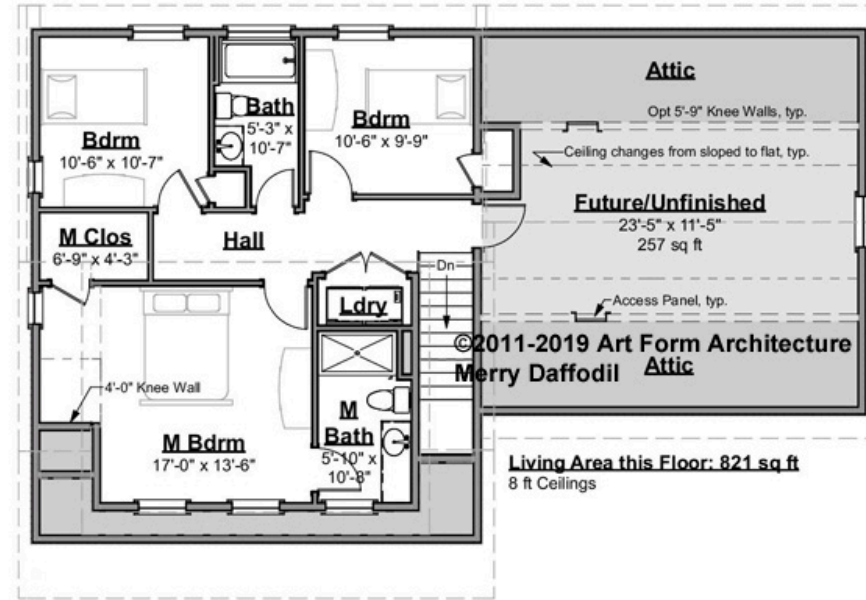 Attic
Opt 5'-9" Knee Walls, typ.
Bath
5'-3" x
10'-7"
Bdrm
10'-6" x 9'-9"
Bdrm
10'-6" x 10'-7"
Ceiling changes from sloped to flat, typ.
Future/Unfinished
23'-5" x 11'-5"
257 sq ft
M Clos
6'-9" x 4'-3"
Hall
Dn
Ldry
Access Panel, typ.
©2011-2019 Art Form Architecture
Merry Daffodil
Attic
4'-0" Knee Wall
M Bdrm
17'-0" x 13'-6"
M
Bath
5'-10" x
10'-8"
Living Area this Floor: 821 sq ft
8 ft Ceilings